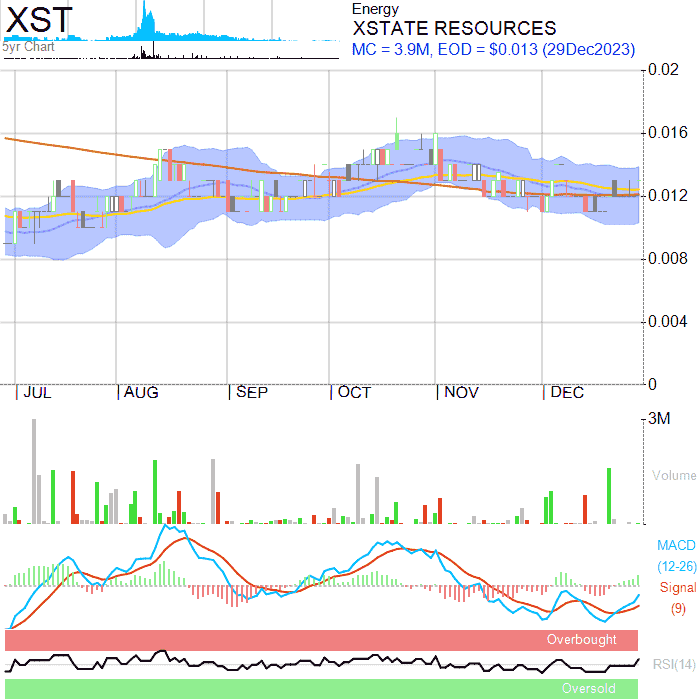 XST
Energy
XSTATE RESOURCES
5yr Chart
MC = 3.9M, EOD = $0.013 (29Dec2023)
0.02
0.016
0.012
0.008
0.004
0
JUL AUG SEP OCT NOV DEC
3M
Volume
MACD
(12-26)
Signal
(9)
Overbought
RSI(14)
Oversold